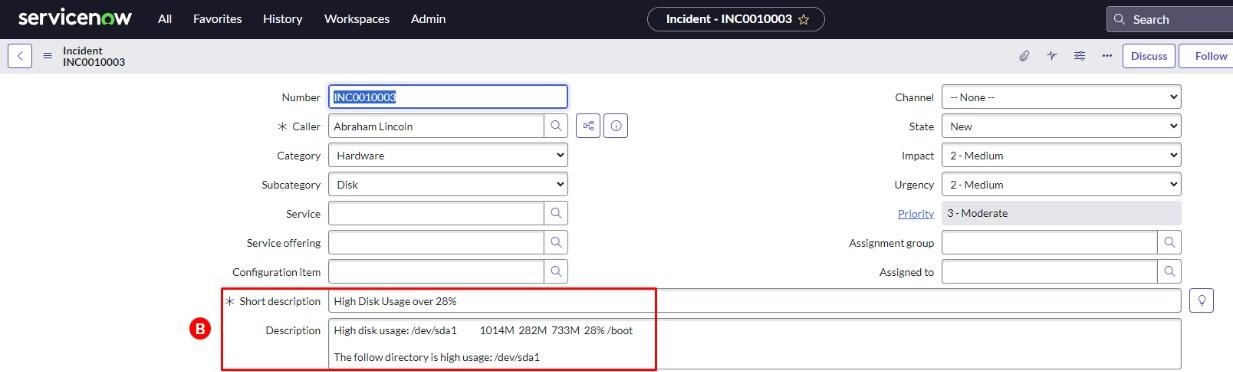 servicenow All Favorites History Workspaces Admin Incident - INC0010003 Search
Incident
INC0010003
Discuss Follow
Number INC0010003 Channel -- None --
Caller Abraham Lincoln State New
Category Hardware Impact 2 - Medium
Subcategory Disk Urgency 2 - Medium
Service Priority 3 - Moderate
Service offering Assignment group
Configuration item Assigned to
Short description High Disk Usage over 28%
B
Description High disk usage: /dev/sda1 1014M 282M 733M 28% /boot
The follow directory is high usage: /dev/sda1